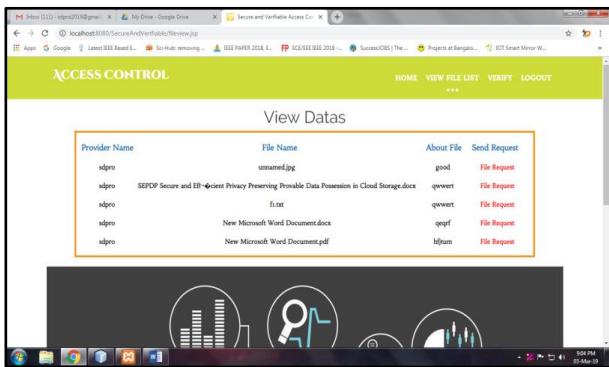 Inbox (111) - sdpro2019@gmail. My Drive - Google Drive Secure and Verifiable Access Con
localhost:8080/SecureAndVerifiable/fileview.jsp
Apps Google Latest IEEE Based E... Sci-Hub: removing ... IEEE PAPER 2018, E... ECE/EEE IEEE 2018 -... SuccessJOBS | The ... Projects at Bangalo... IOT Smart Mirror W...
ACCESS CONTROL HOME VIEW FILE LIST VERIFY LOGOUT
View Datas
Provider Name File Name About File Send Request
sdpro unnamed.jpg good File Request
sdpro SEPDP Secure and Eff¬�cient Privacy Preserving Provable Data Possession in Cloud Storage.docx qwwert File Request
sdpro f1.txt qwwert File Request
sdpro New Microsoft Word Document.docx qeqrf File Request
sdpro New Microsoft Word Document.pdf hfjtum File Request
9:04 PM
03-Mar-19